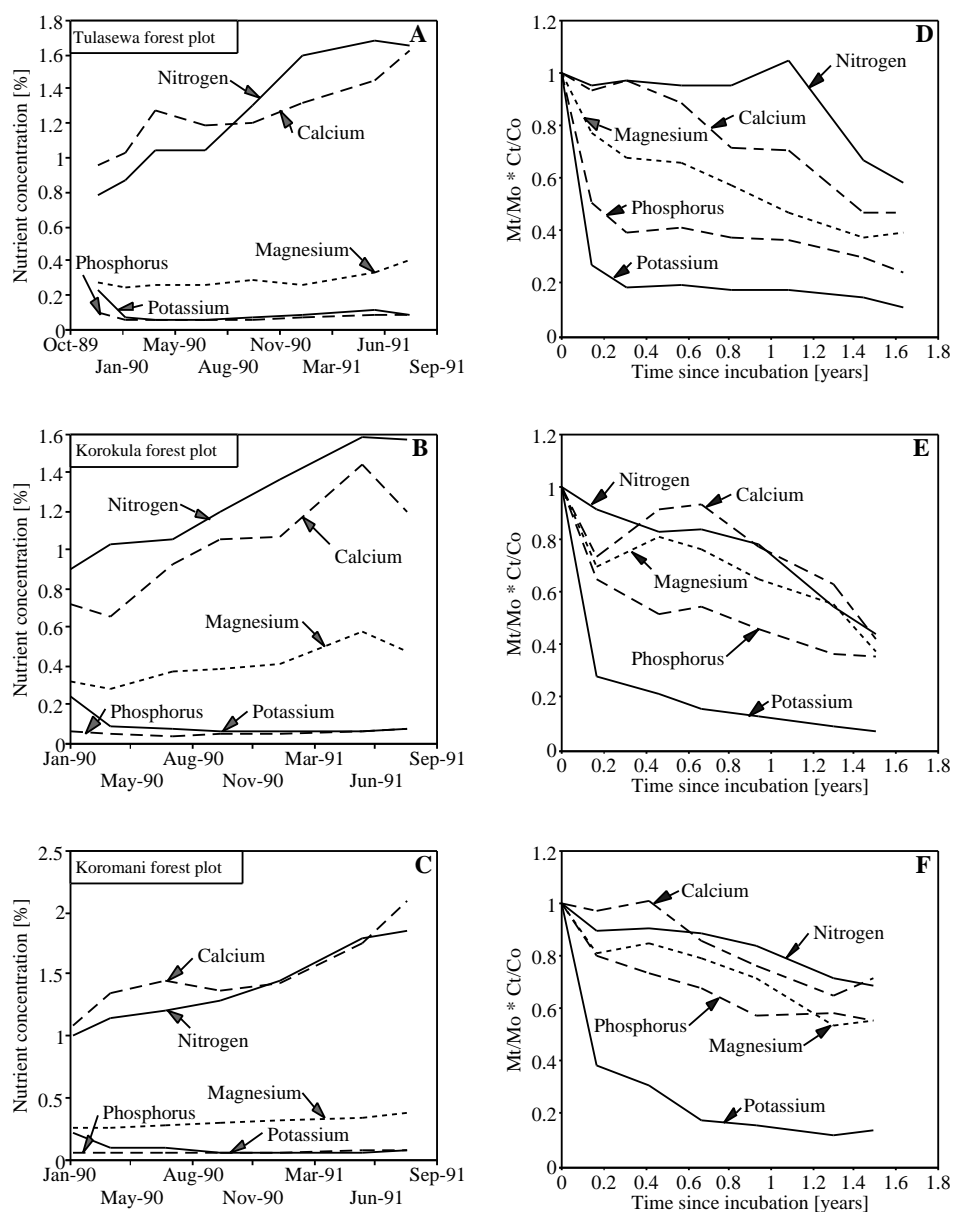 Tulasewa forest plot
A
Nutrient concentration [%]
1.8
1.6
1.4
1.2
1
0.8
0.6
0.4
0.2
0
Nitrogen
Calcium
Magnesium
Phosphorus
Potassium
Oct-89
May-90
Nov-90
Jun-91
Jan-90
Aug-90
Mar-91
Sep-91
D
Mt/Mo * Ct/Co
1.2
1
0.8
0.6
0.4
0.2
0
Nitrogen
Calcium
Magnesium
Phosphorus
Potassium
0
0.2
0.4
0.6
0.8
1
1.2
1.4
1.6
1.8
Time since incubation [years]
Korokula forest plot
B
Nutrient concentration [%]
1.6
1.4
1.2
1
0.8
0.6
0.4
0.2
0
Nitrogen
Calcium
Magnesium
Phosphorus
Potassium
Jan-90
Aug-90
Mar-91
Sep-91
May-90
Nov-90
Jun-91
E
Mt/Mo * Ct/Co
1.2
1
0.8
0.6
0.4
0.2
0
Nitrogen
Calcium
Magnesium
Phosphorus
Potassium
0
0.2
0.4
0.6
0.8
1
1.2
1.4
1.6
1.8
Time since incubation [years]
Koromani forest plot
C
Nutrient concentration [%]
2.5
2
1.5
1
0.5
0
Calcium
Nitrogen
Magnesium
Phosphorus
Potassium
Jan-90
Aug-90
Mar-91
Sep-91
May-90
Nov-90
Jun-91
F
Mt/Mo * Ct/Co
1.2
1
0.8
0.6
0.4
0.2
0
Calcium
Nitrogen
Phosphorus
Magnesium
Potassium
0
0.2
0.4
0.6
0.8
1
1.2
1.4
1.6
1.8
Time since incubation [years]